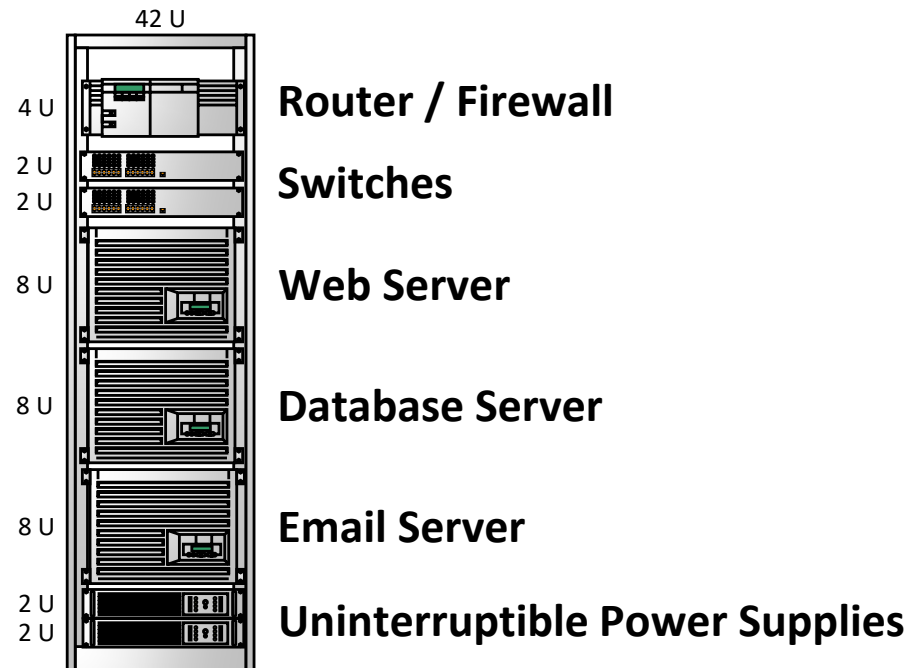 42 U
4 U
Router / Firewall
2 U
2 U
Switches
8 U
Web Server
8 U
Database Server
8 U
Email Server
2 U
2 U
Uninterruptible Power Supplies